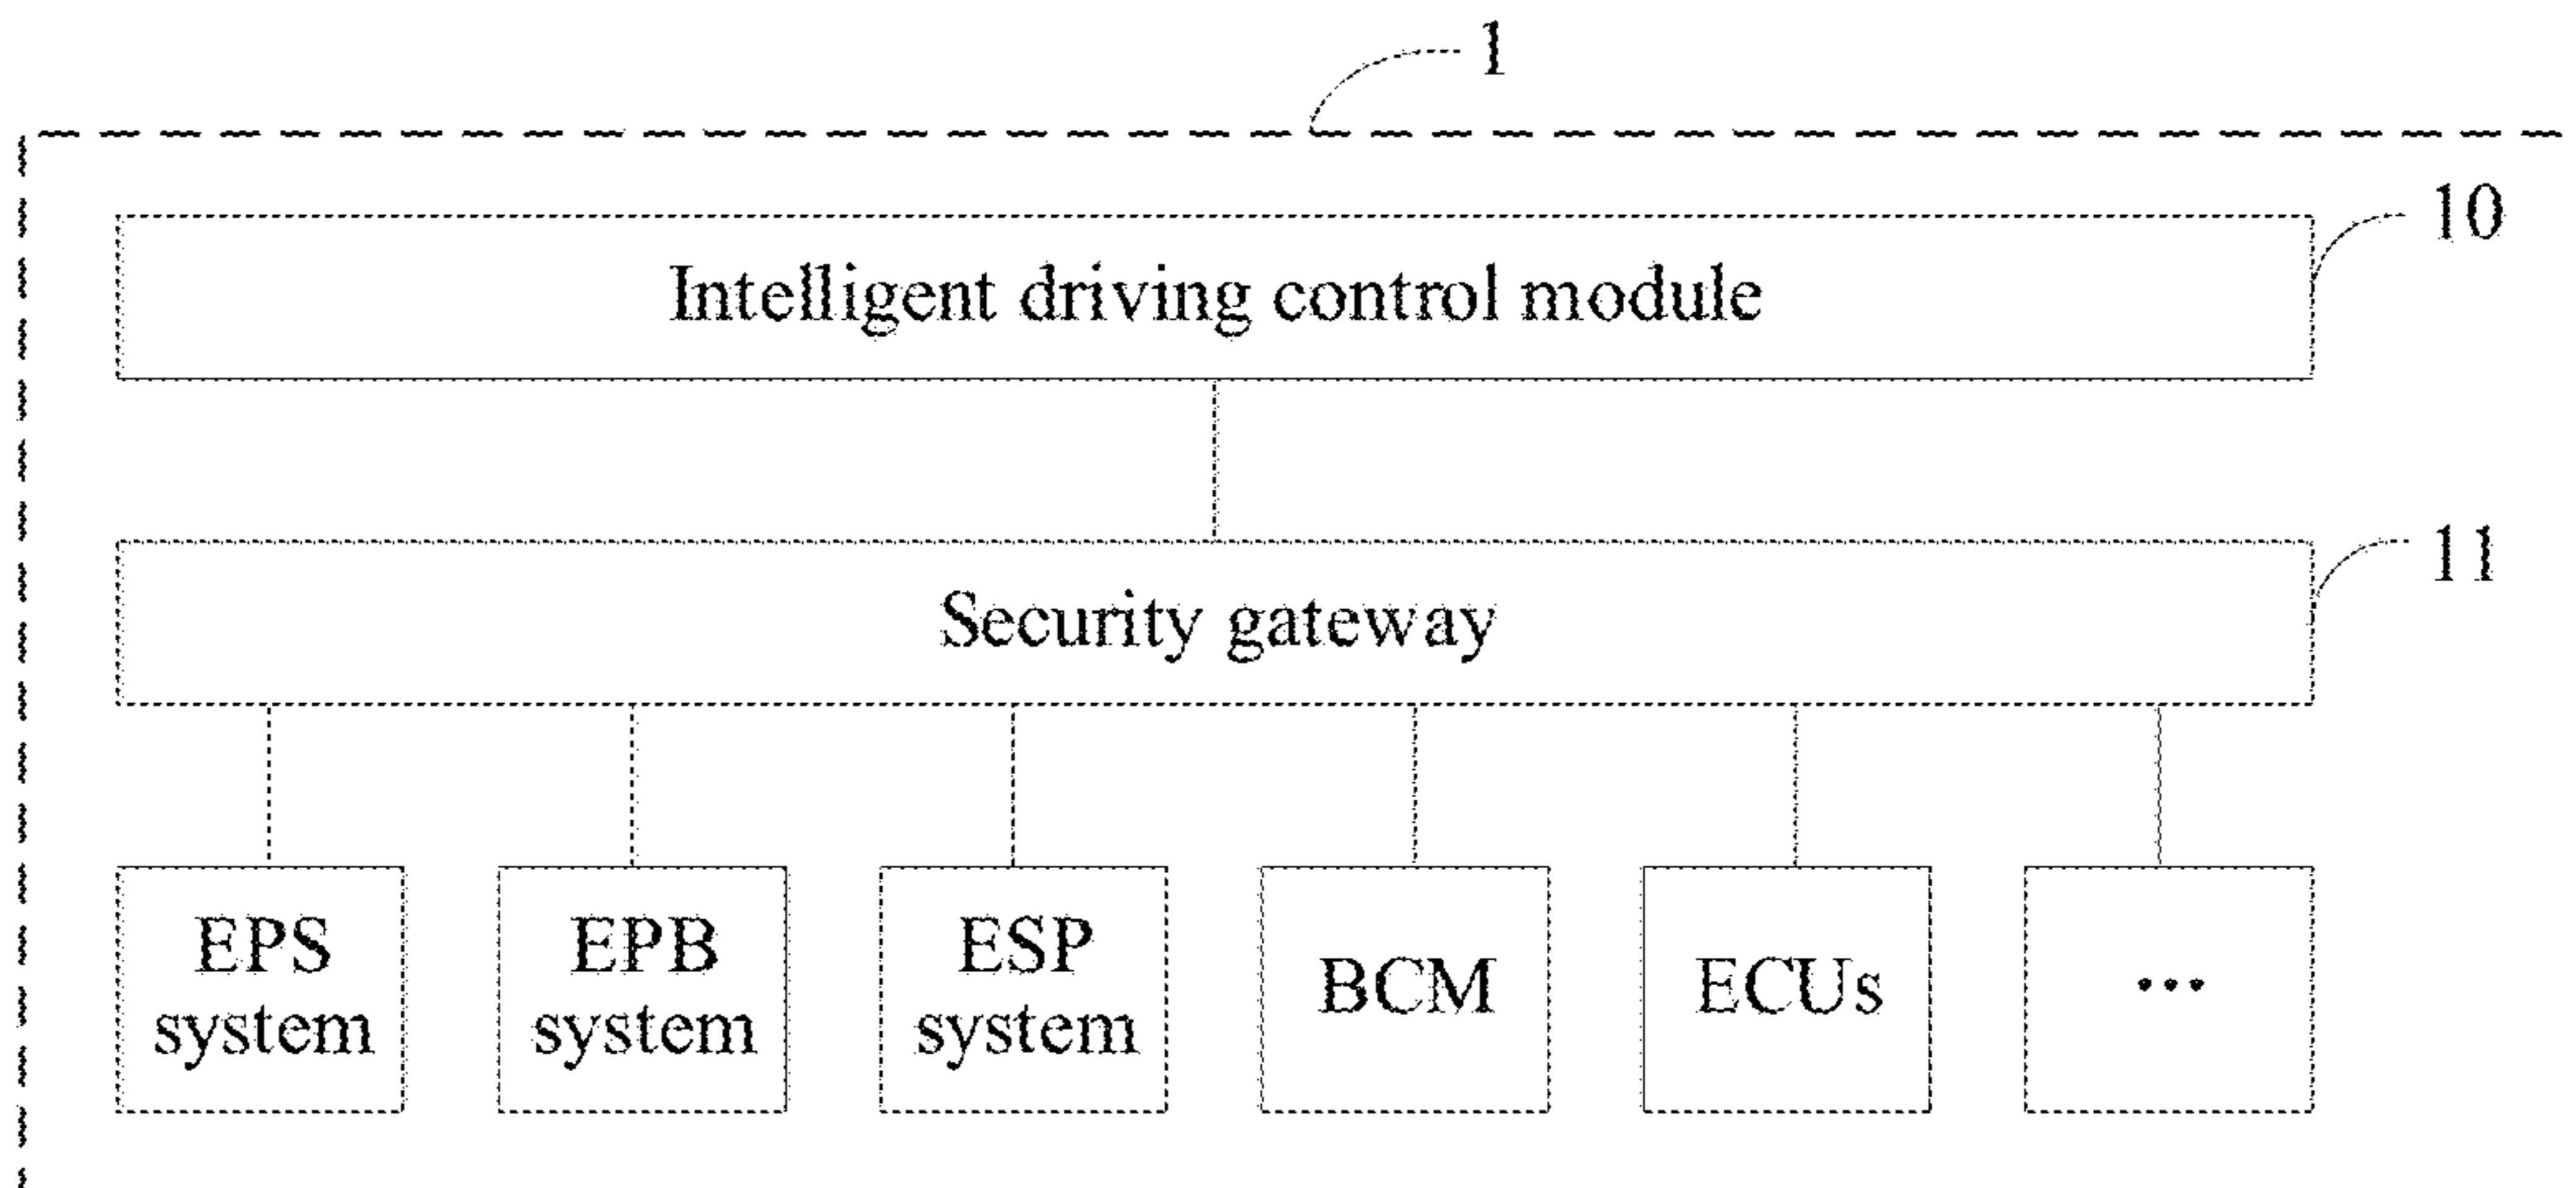 1
10
Intelligent driving control module
11
Security gateway
EPS
system
EPB
system
ESP
system
BCM
ECUs
...